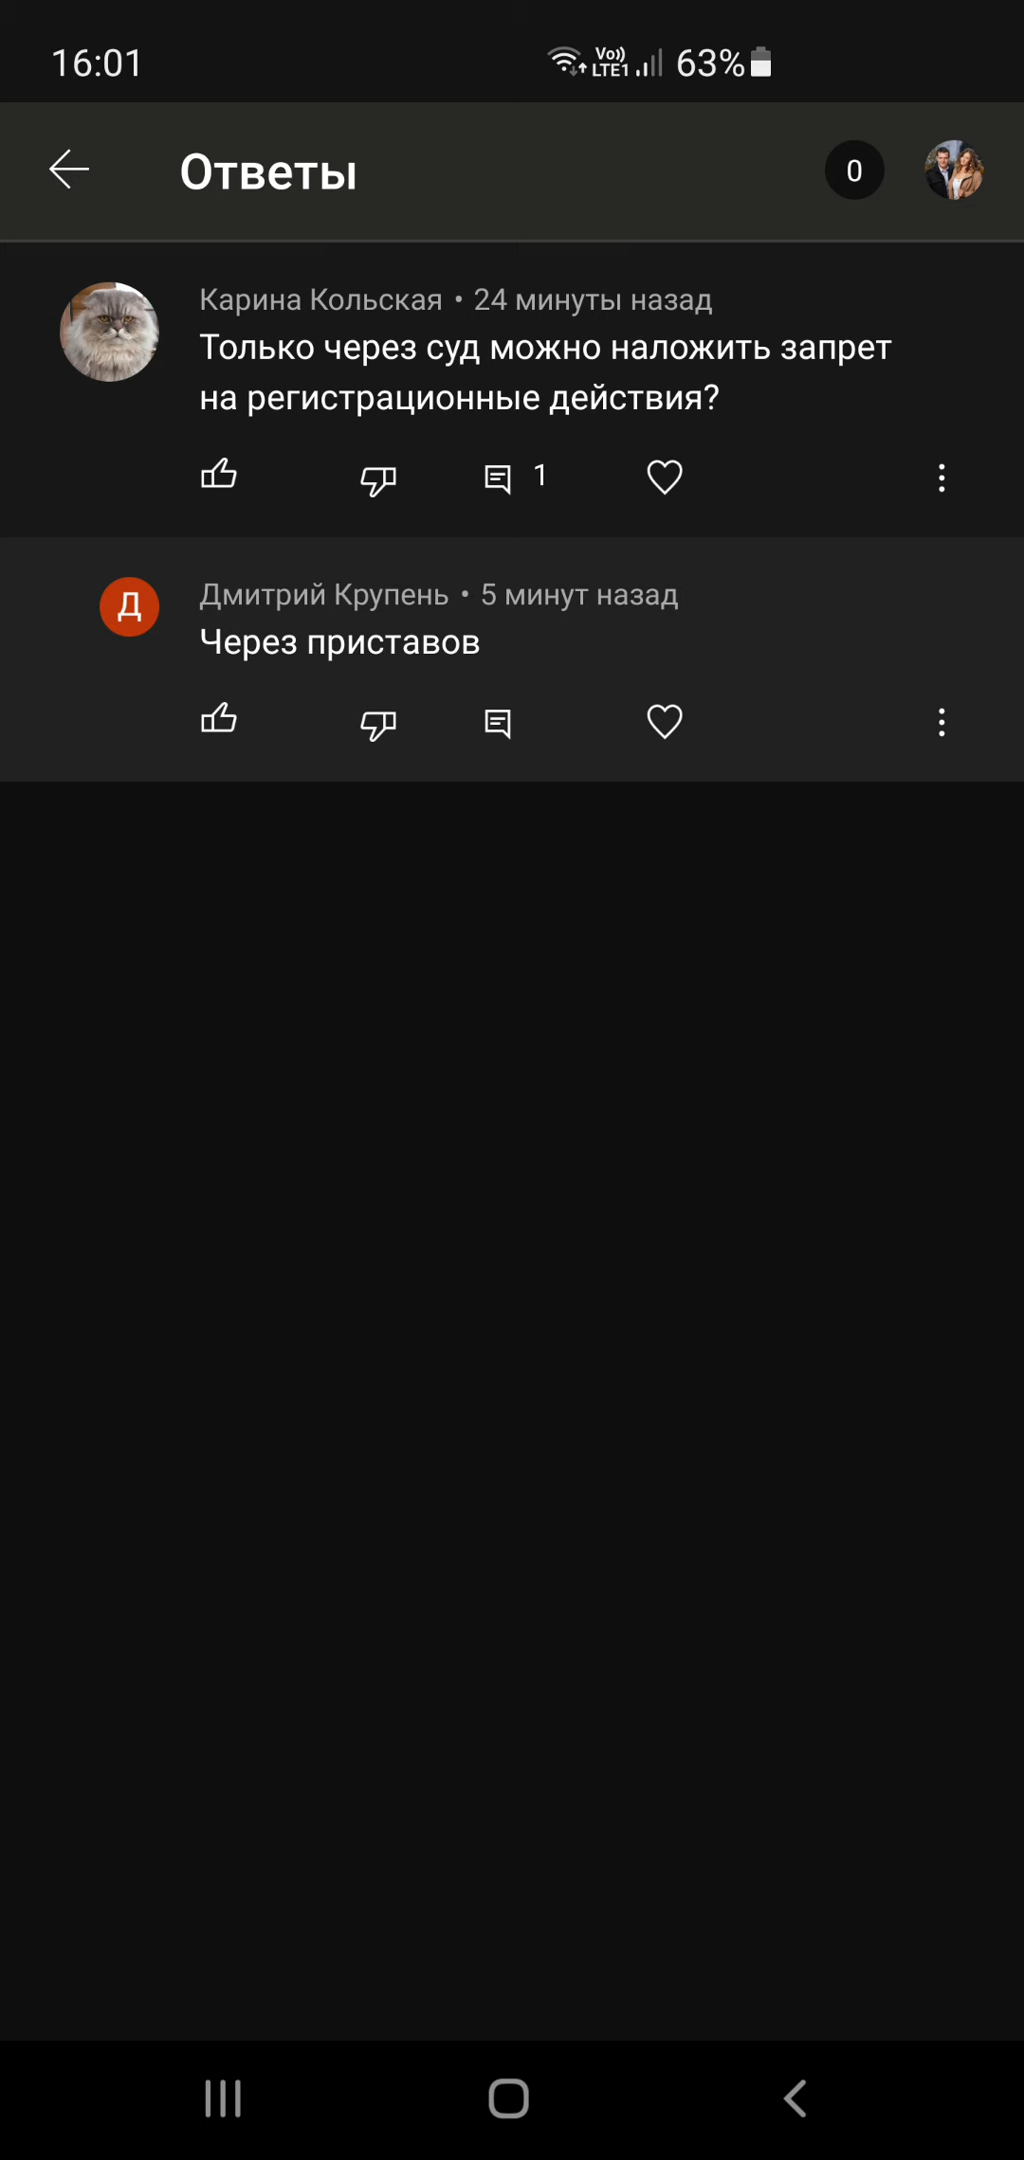 16:01
Vo)) LTE1 63%
Ответы
0
Карина Кольская • 24 минуты назад
Только через суд можно наложить запрет
на регистрационные действия?
1
Д
Дмитрий Крупень • 5 минут назад
Через приставов